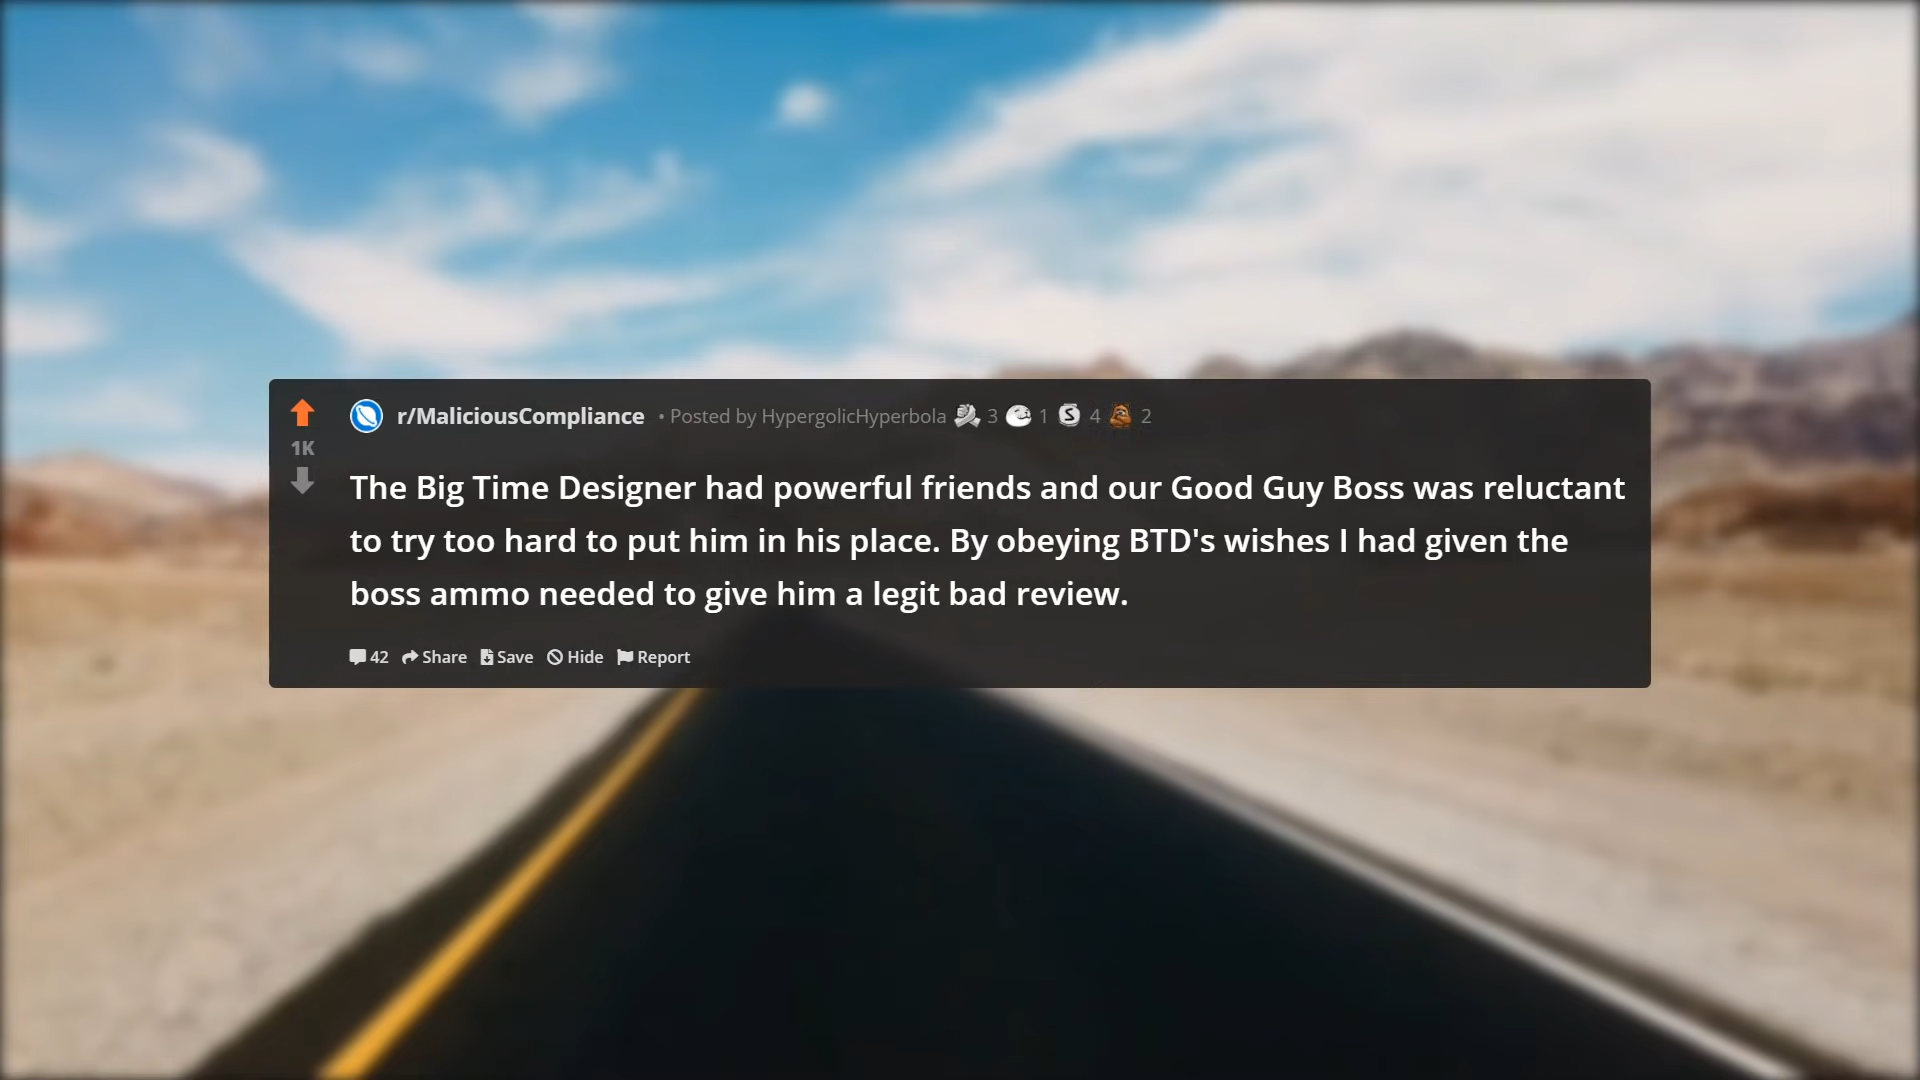 r/MaliciousCompliance • Posted by HypergolicHyperbola 3 1 4 2
1K
The Big Time Designer had powerful friends and our Good Guy Boss was reluctant
to try too hard to put him in his place. By obeying BTD's wishes I had given the
boss ammo needed to give him a legit bad review.
42 Share Save Hide Report